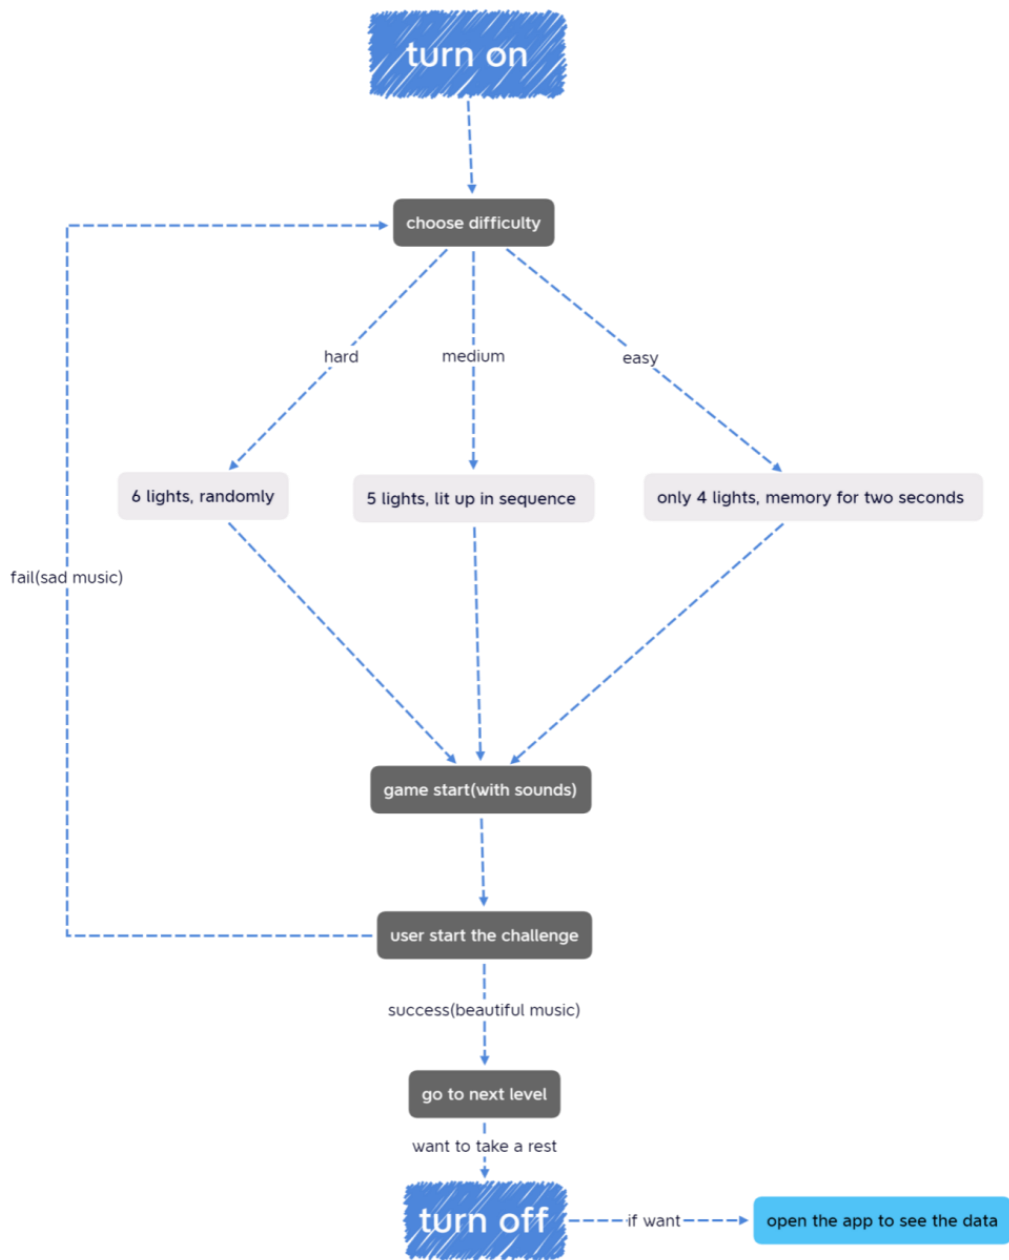 turn on
choose difficulty
hard
medium
easy
6 lights, randomly
5 lights, lit up in sequence
only 4 lights, memory for two seconds
fail(sad music)
game start(with sounds)
user start the challenge
success(beautiful music)
go to next level
want to take a rest
turn off
if want
open the app to see the data